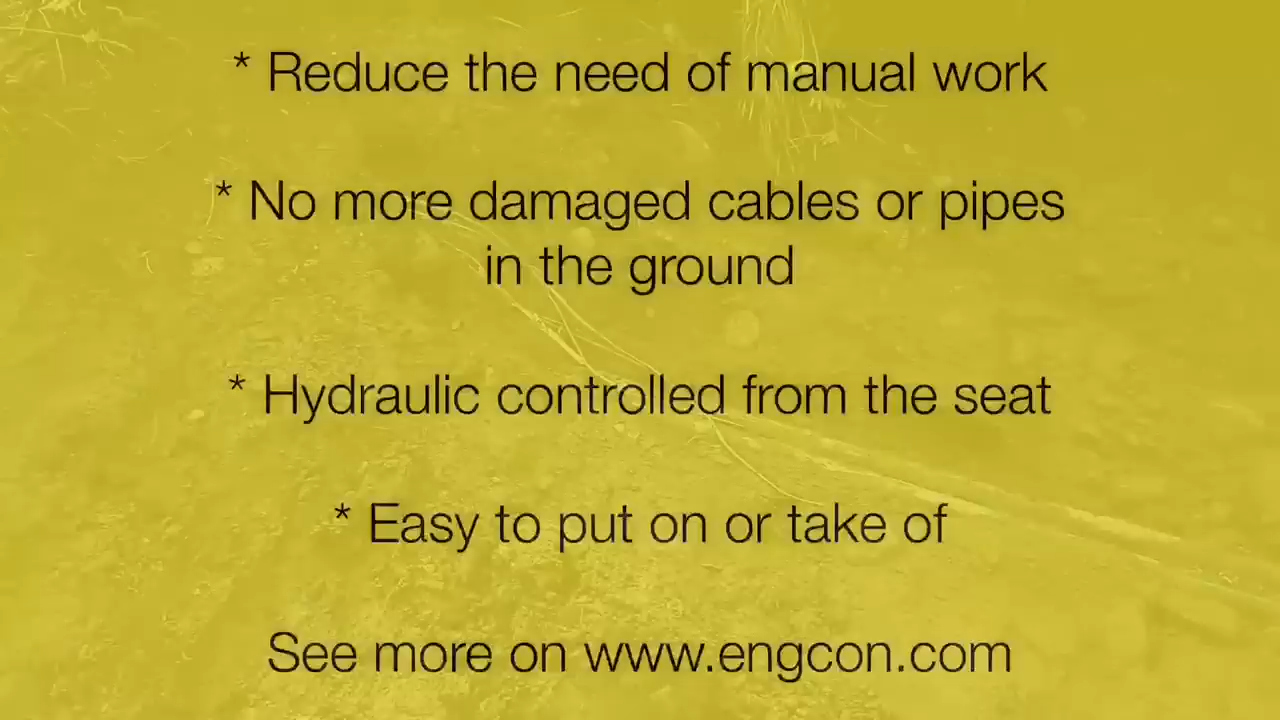 * Reduce the need of manual work
* No more damaged cables or pipes
in the ground
* Hydraulic controlled from the seat
* Easy to put on or take of
See more on www.engcon.com